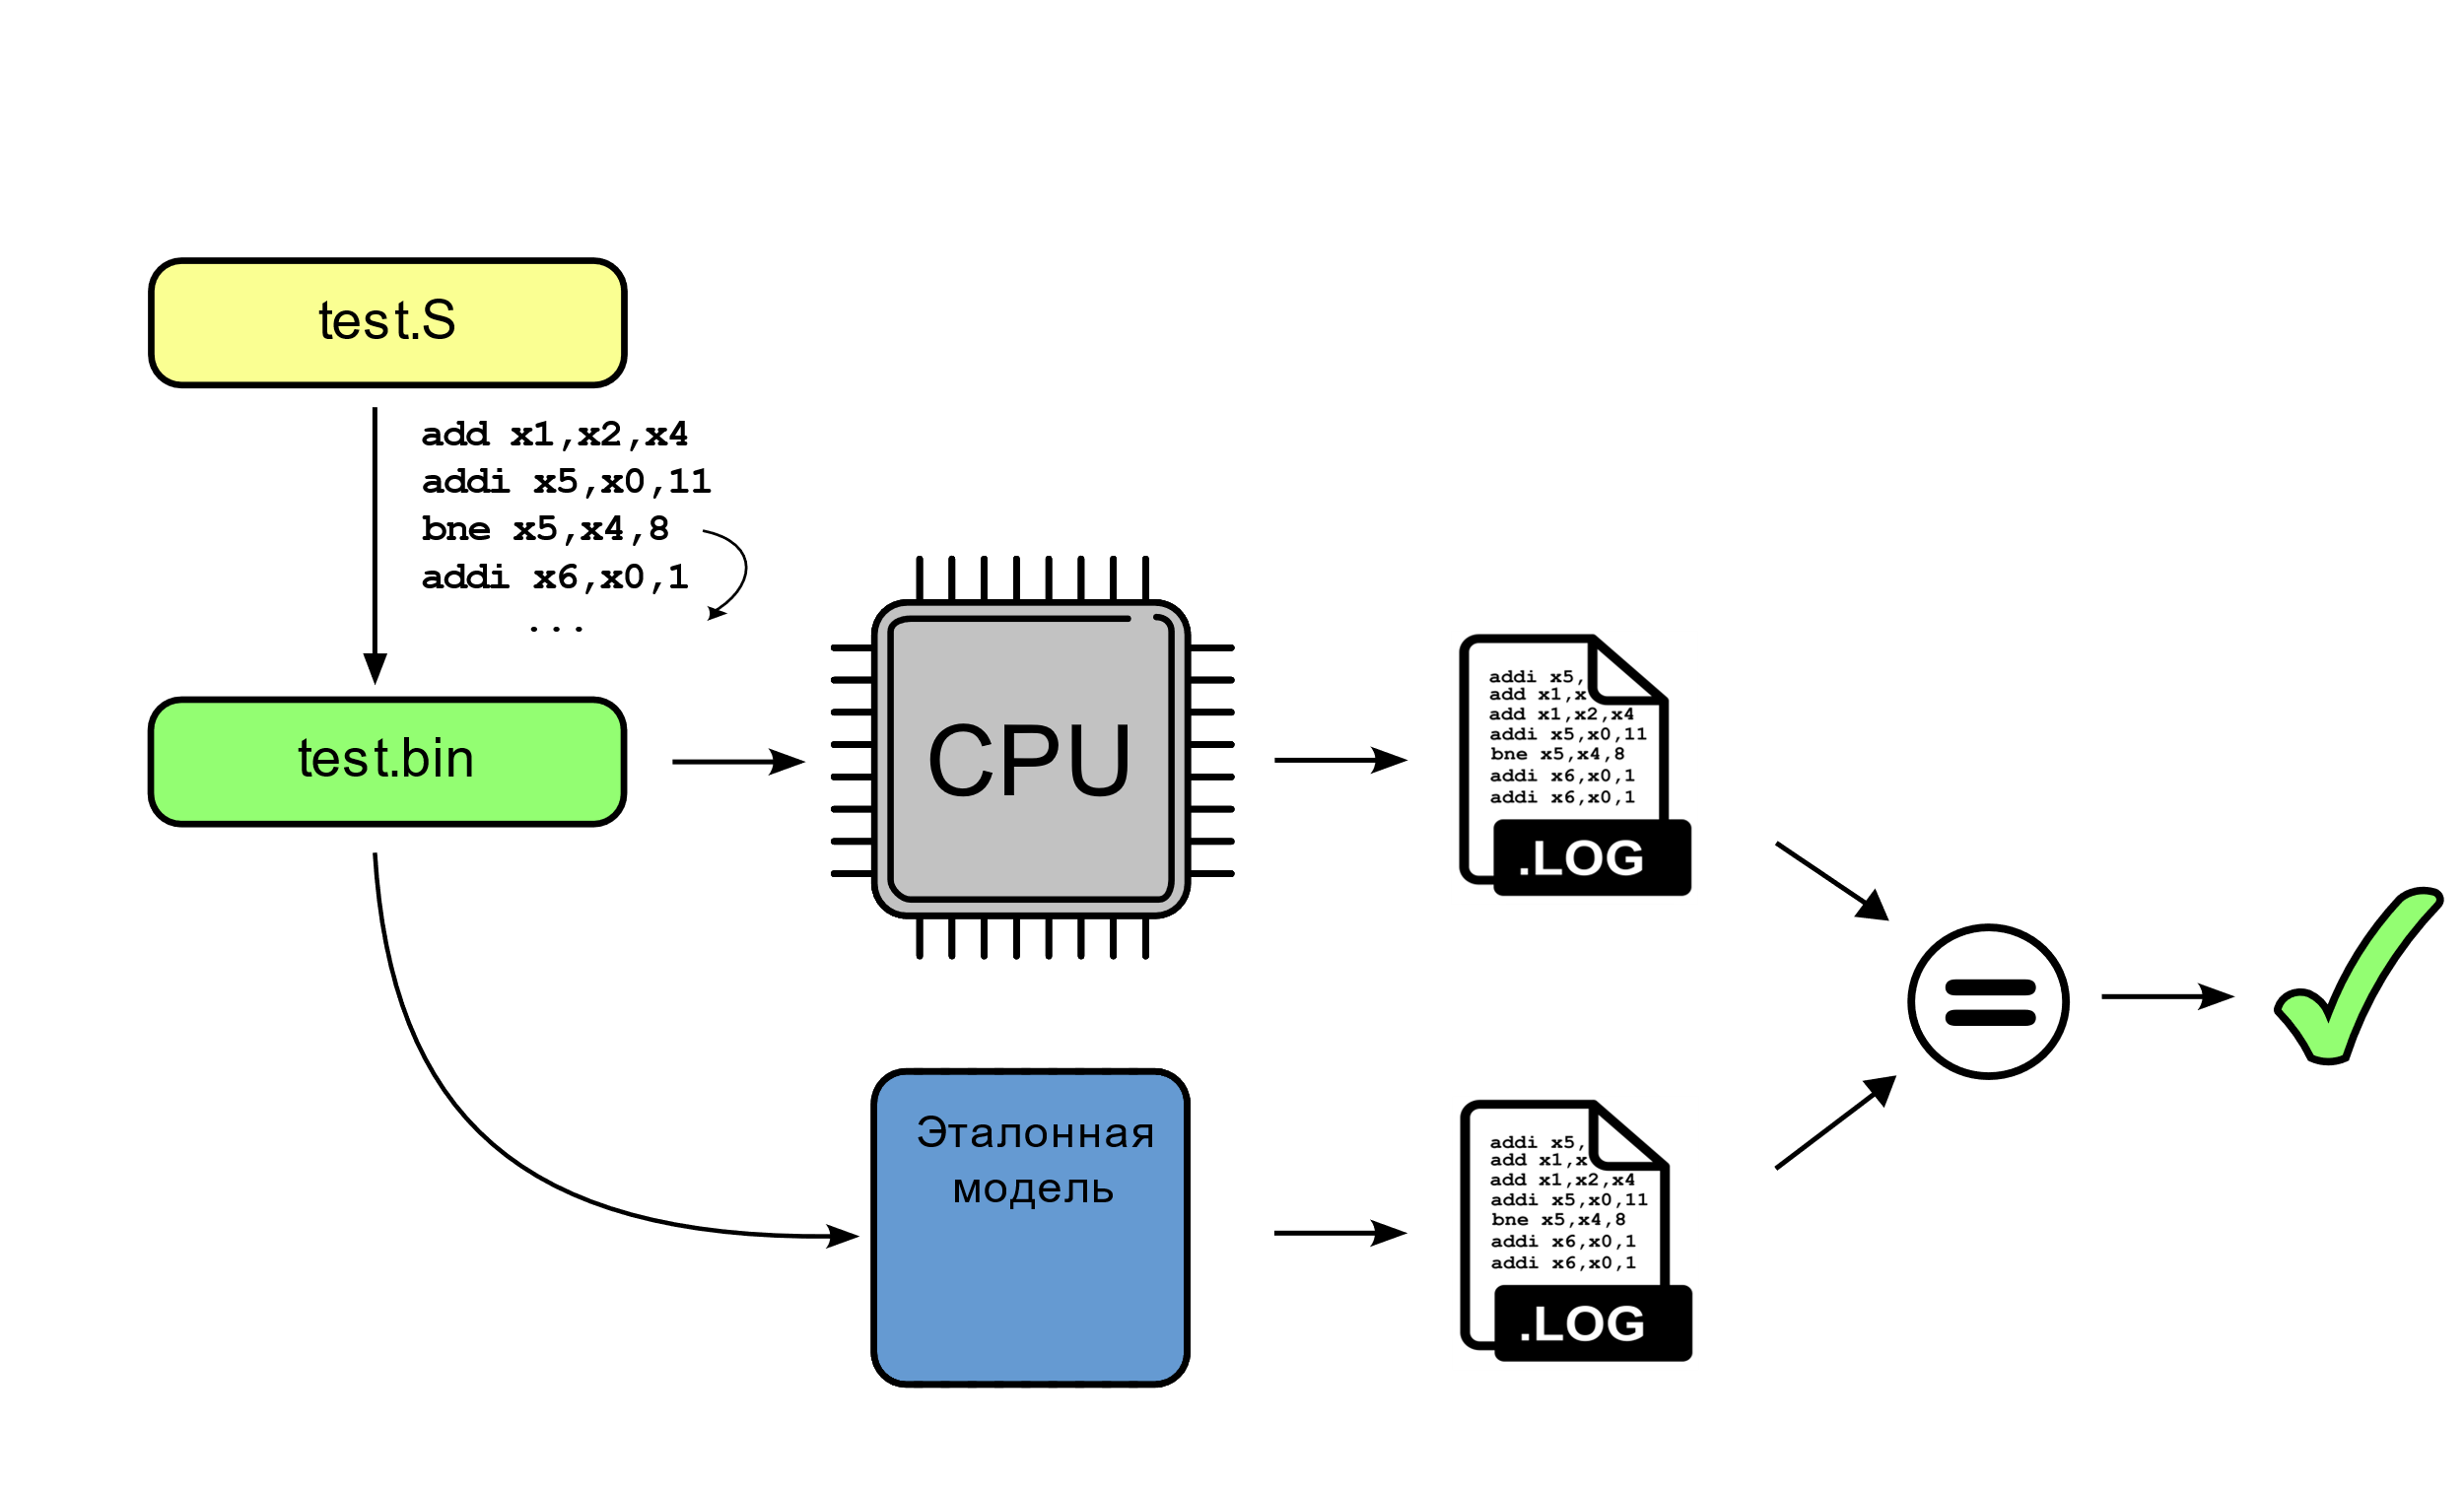 test.S
add x1,x2,x4
addi x5,x0,11
bne x5,x4,8
addi x6,x0,1
...
test.bin
CPU
addi x5,
add x1,x
add x1,x2,x4
addi x5,x0,11
bne x5,x4,8
addi x6,x0,1
addi x6,x0,1
.LOG
Эталонная
модель
addi x5,
add x1,x
add x1,x2,x4
addi x5,x0,11
bne x5,x4,8
addi x6,x0,1
addi x6,x0,1
.LOG